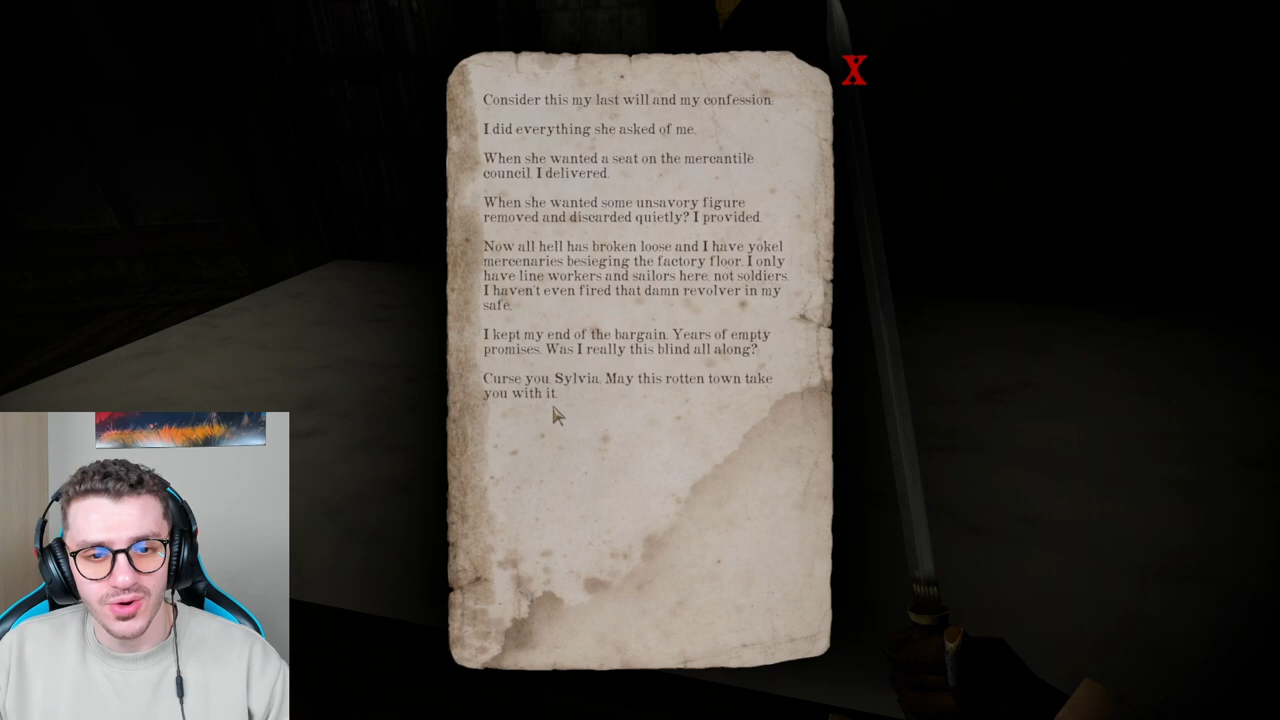 X
Consider this my last will and my confession.
I did everything she asked of me.
When she wanted a seat on the mercantile
council, I delivered.
When she wanted some unsavory figure
removed and discarded quietly? I provided.
Now all hell has broken loose and I have yokel
mercenaries besieging the factory floor. I only
have line workers and sailors here, not soldiers.
I haven't even fired that damn revolver in my
safe.
I kept my end of the bargain. Years of empty
promises. Was I really this blind all along?
Curse you, Sylvia. May this rotten town take
you with it.